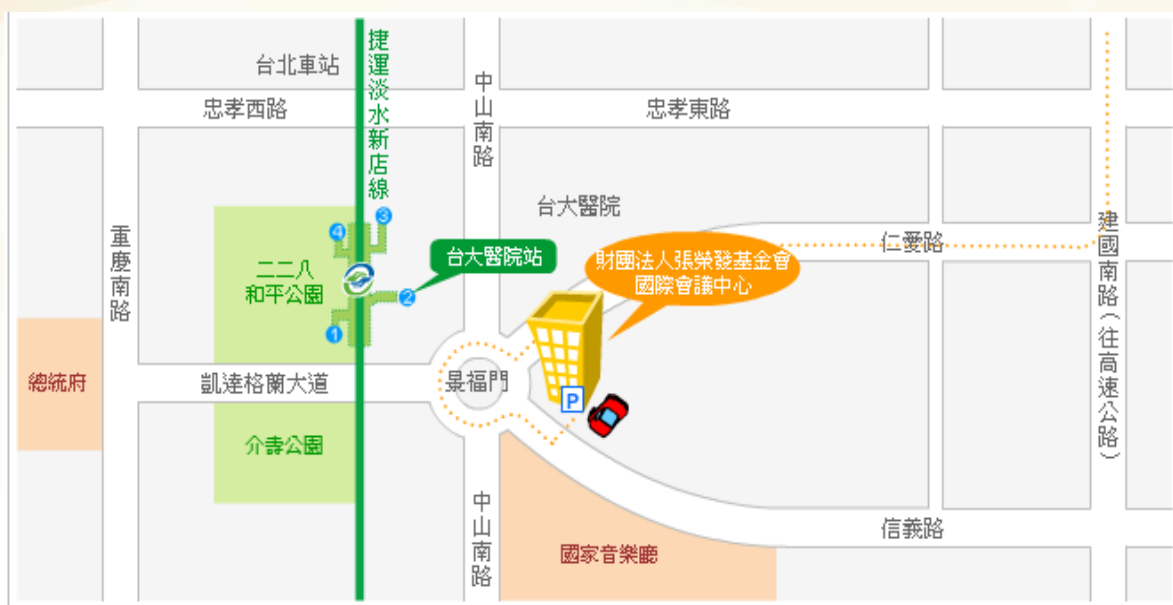 捷運淡水新店線
台北車站
中山南路
忠孝西路
忠孝東路
台大醫院
3
4
重慶南路
建國南路(往高速公路)
仁愛路
台大醫院站
財團法人張榮發基金會
國際會議中心
二二八
和平公園
2
1
總統府
凱達格蘭大道
景福門
P
介壽公園
中山南路
信義路
國家音樂廳